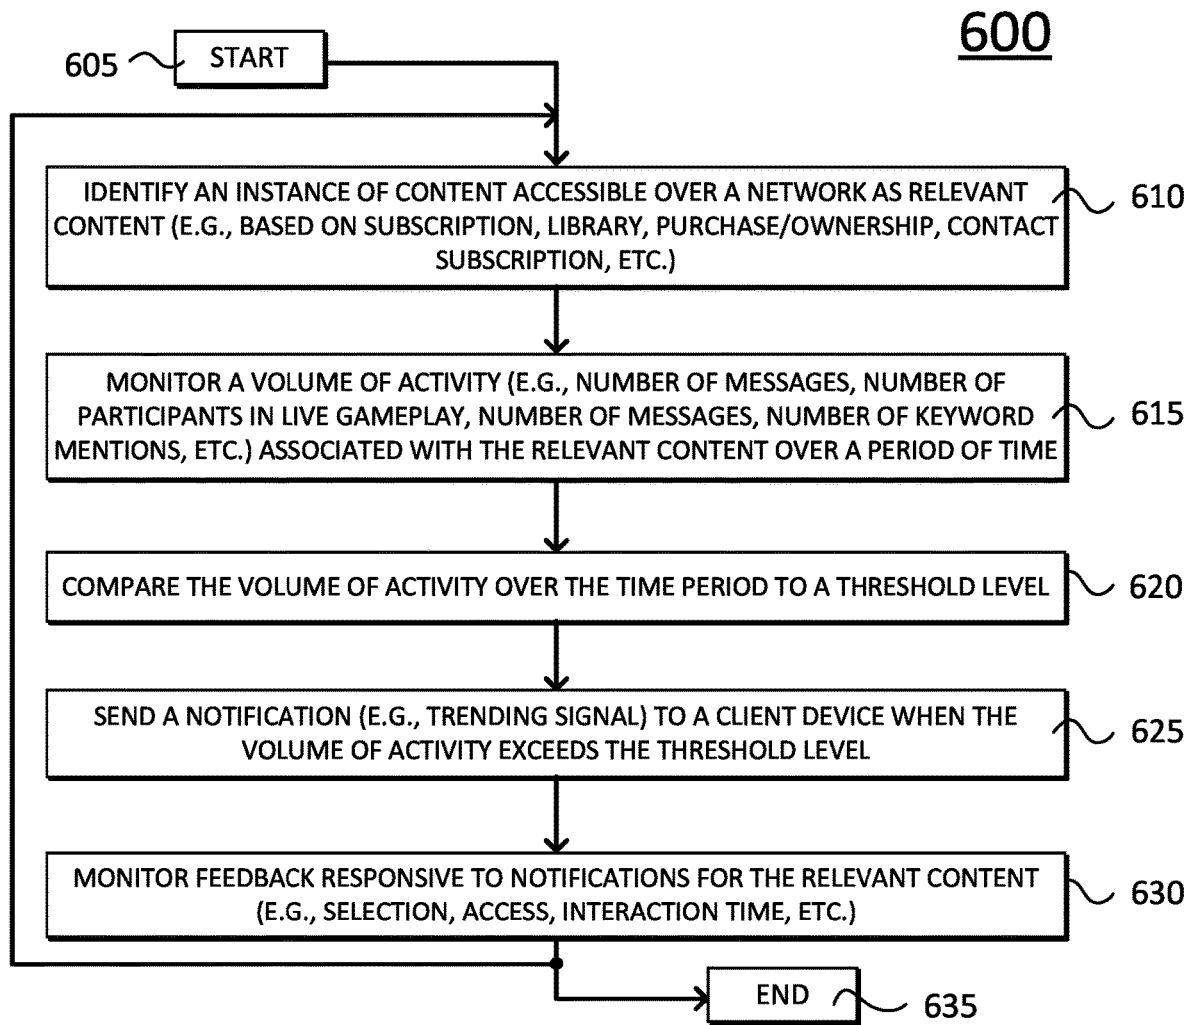 600
605
START
IDENTIFY AN INSTANCE OF CONTENT ACCESSIBLE OVER A NETWORK AS RELEVANT
CONTENT (E.G., BASED ON SUBSCRIPTION, LIBRARY, PURCHASE/OWNERSHIP, CONTACT
SUBSCRIPTION, ETC.)
610
MONITOR A VOLUME OF ACTIVITY (E.G., NUMBER OF MESSAGES, NUMBER OF
PARTICIPANTS IN LIVE GAMEPLAY, NUMBER OF MESSAGES, NUMBER OF KEYWORD
MENTIONS, ETC.) ASSOCIATED WITH THE RELEVANT CONTENT OVER A PERIOD OF TIME
615
COMPARE THE VOLUME OF ACTIVITY OVER THE TIME PERIOD TO A THRESHOLD LEVEL
620
SEND A NOTIFICATION (E.G., TRENDING SIGNAL) TO A CLIENT DEVICE WHEN THE
VOLUME OF ACTIVITY EXCEEDS THE THRESHOLD LEVEL
625
MONITOR FEEDBACK RESPONSIVE TO NOTIFICATIONS FOR THE RELEVANT CONTENT
(E.G., SELECTION, ACCESS, INTERACTION TIME, ETC.)
630
END
635